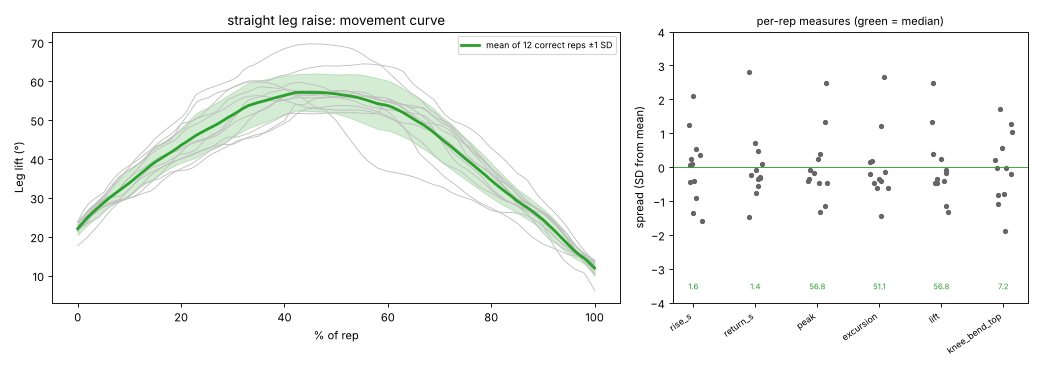 straight leg raise: movement curve
mean of 12 correct reps ±1 SD
Leg lift (°)
70
60
50
40
30
20
10
0 20 40 60 80 100
% of rep
per-rep measures (green = median)
spread (SD from mean)
4
3
2
1
0
−1
−2
−3
−4
1.6 1.4 56.8 51.1 56.8 7.2
rise_s return_s peak excursion lift knee_bend_top